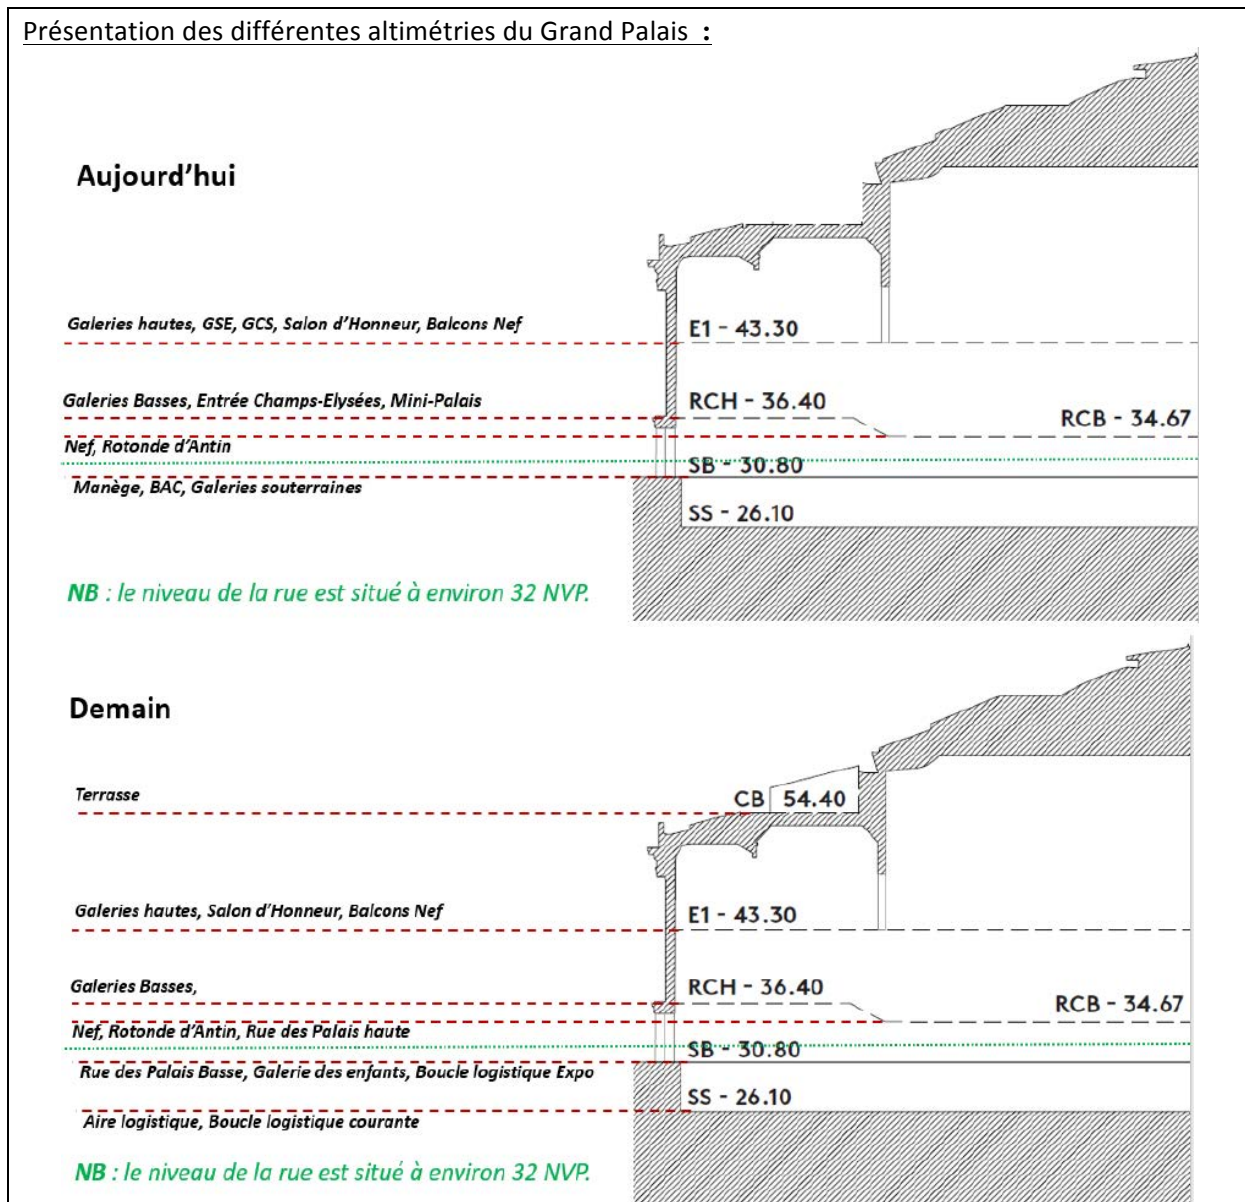 Présentation des différentes altimétries du Grand Palais :
Aujourd'hui
Galeries hautes, GSE, GCS, Salon d'Honneur, Balcons Nef
E1 - 43.30
Galeries Basses, Entrée Champs-Elysées, Mini-Palais
RCH - 36.40
RCB - 34.67
Nef, Rotonde d'Antin
SB - 30.80
Manège, BAC, Galeries souterraines
SS - 26.10
NB : le niveau de la rue est situé à environ 32 NVP.
Demain
Terrasse
CB 54.40
Galeries hautes, Salon d'Honneur, Balcons Nef
E1 - 43.30
Galeries Basses,
RCH - 36.40
RCB - 34.67
Nef, Rotonde d'Antin, Rue des Palais haute
SB - 30.80
Rue des Palais Basse, Galerie des enfants, Boucle logistique Expo
SS - 26.10
Aire logistique, Boucle logistique courante
NB : le niveau de la rue est situé à environ 32 NVP.